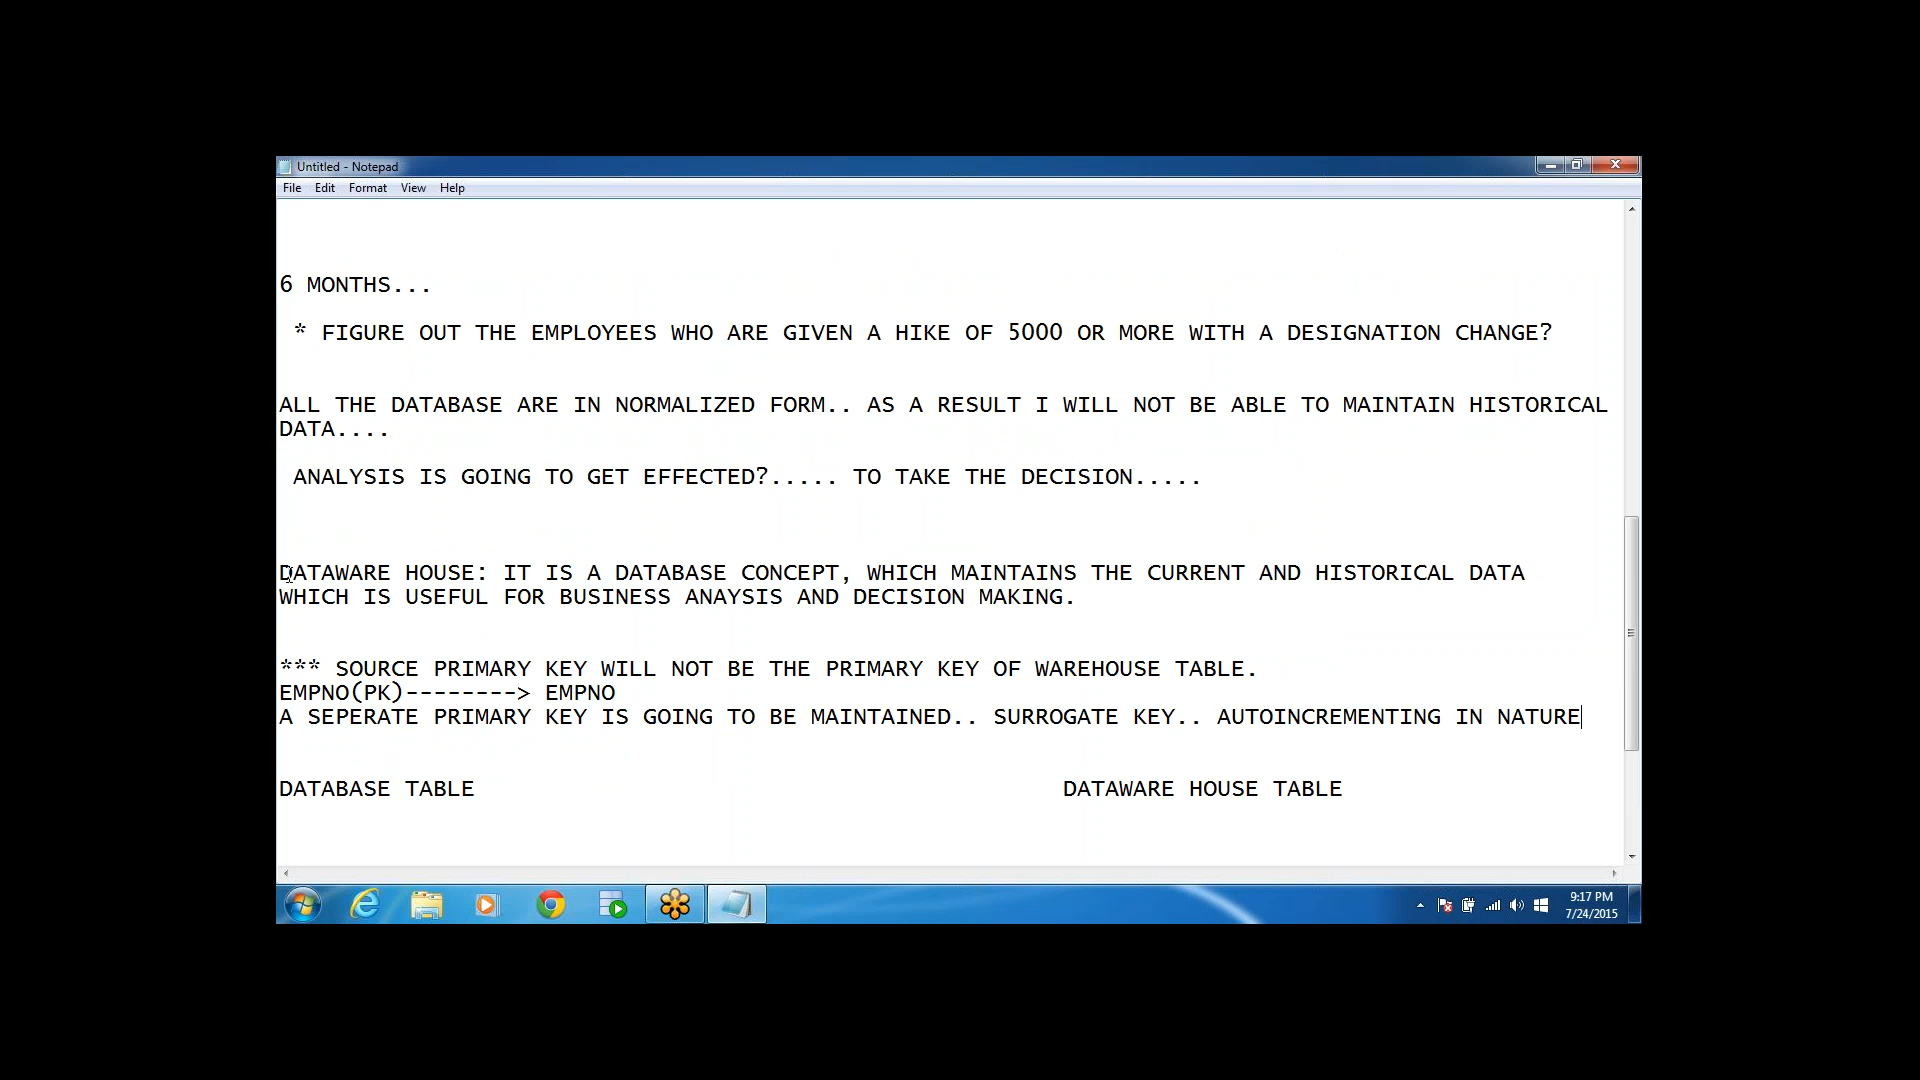 Untitled - Notepad
File Edit Format View Help
6 MONTHS...
* FIGURE OUT THE EMPLOYEES WHO ARE GIVEN A HIKE OF 5000 OR MORE WITH A DESIGNATION CHANGE?
ALL THE DATABASE ARE IN NORMALIZED FORM.. AS A RESULT I WILL NOT BE ABLE TO MAINTAIN HISTORICAL
DATA....
ANALYSIS IS GOING TO GET EFFECTED?..... TO TAKE THE DECISION.....
DATAWARE HOUSE: IT IS A DATABASE CONCEPT, WHICH MAINTAINS THE CURRENT AND HISTORICAL DATA
WHICH IS USEFUL FOR BUSINESS ANAYSIS AND DECISION MAKING.
*** SOURCE PRIMARY KEY WILL NOT BE THE PRIMARY KEY OF WAREHOUSE TABLE.
EMPNO(PK)--------> EMPNO
A SEPERATE PRIMARY KEY IS GOING TO BE MAINTAINED.. SURROGATE KEY.. AUTOINCREMENTING IN NATURE
DATABASE TABLE DATAWARE HOUSE TABLE
9:17 PM
7/24/2015